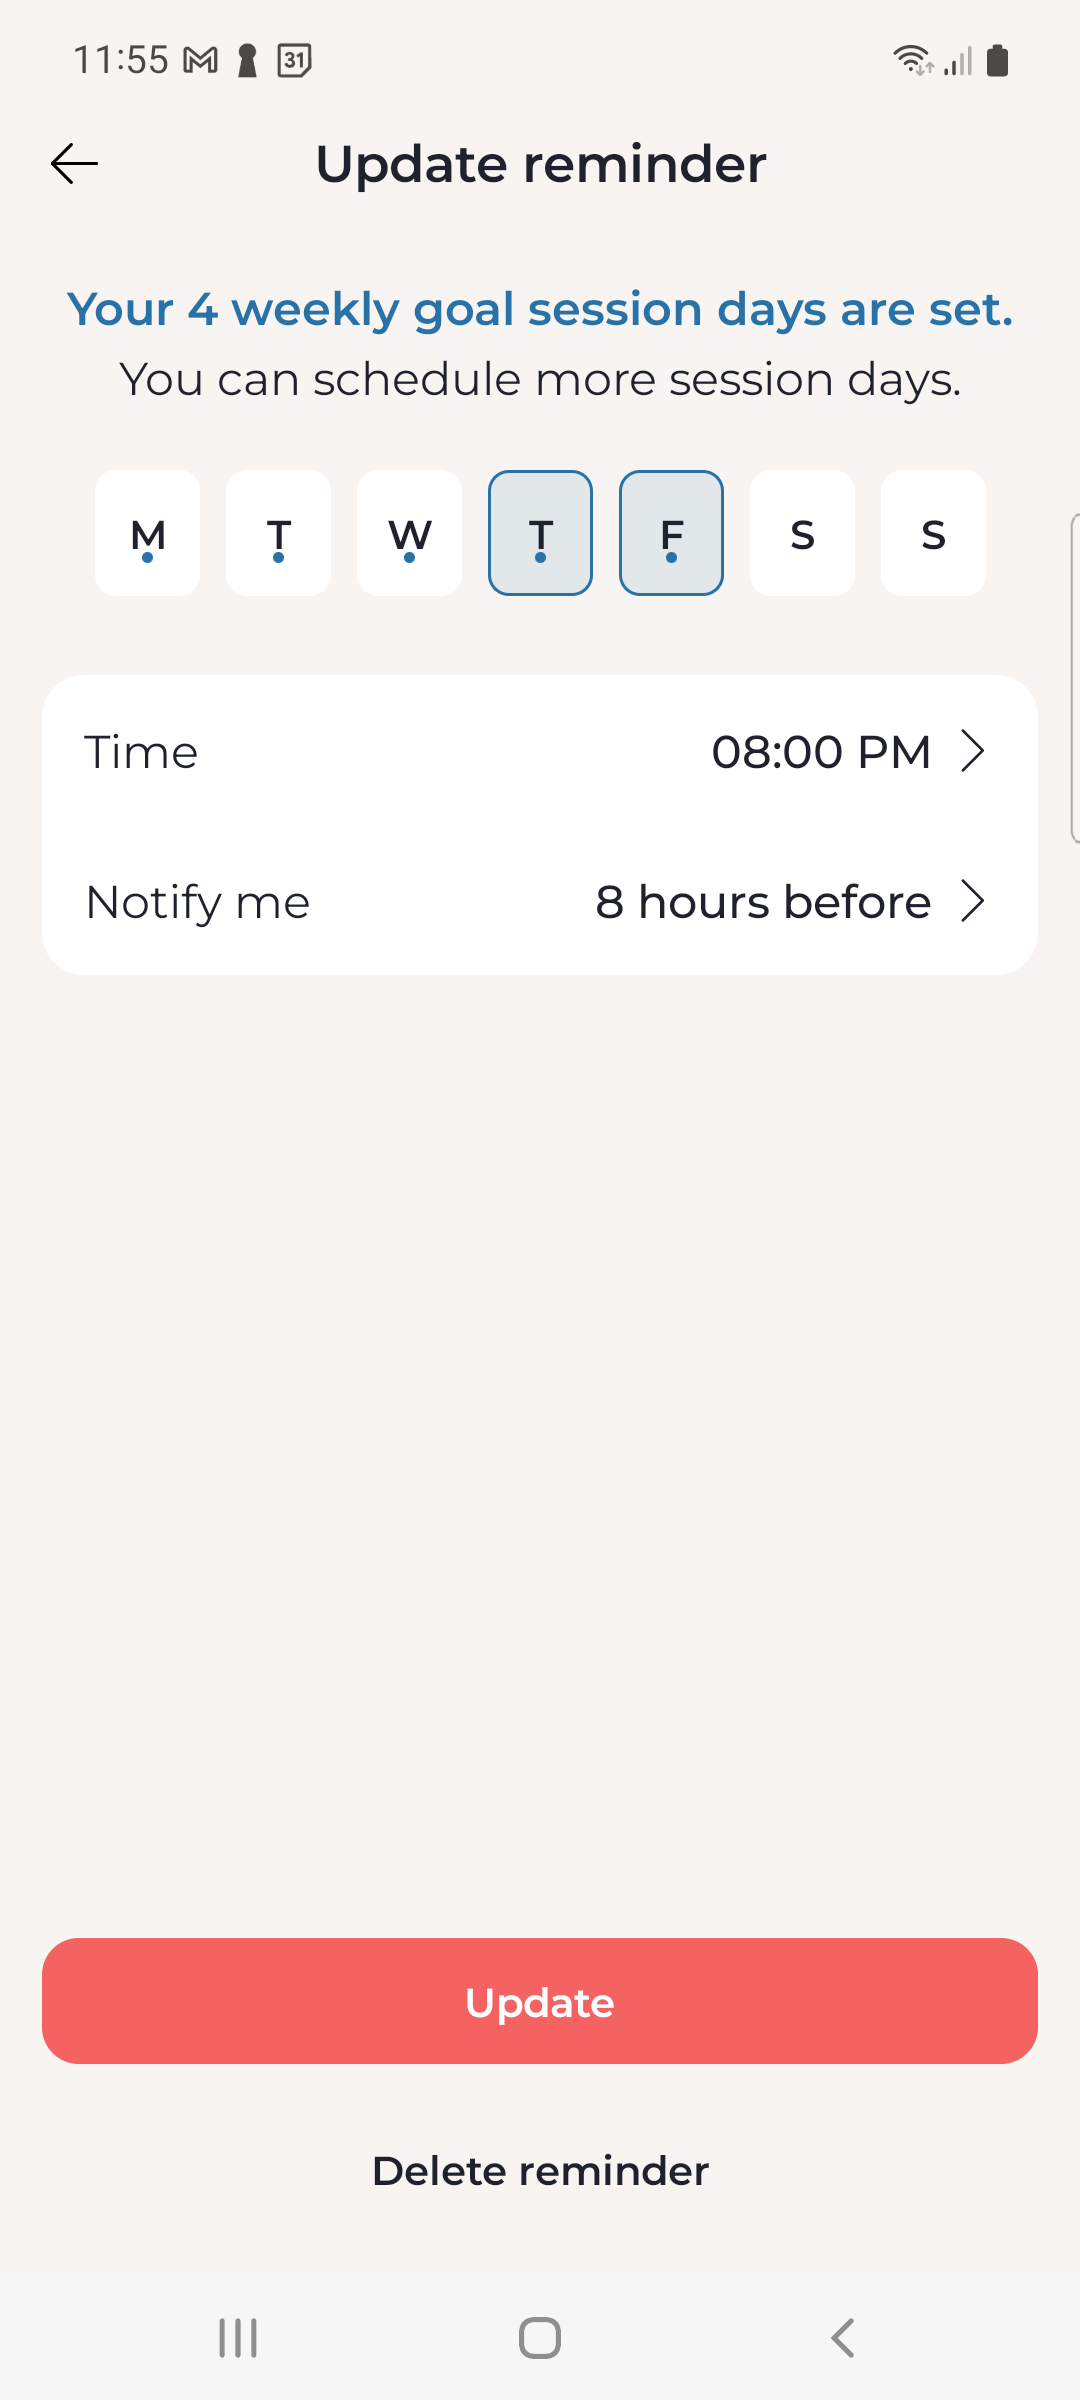 11:55 31
Update reminder
Your 4 weekly goal session days are set.
You can schedule more session days.
M T W T F S S
Time 08:00 PM
Notify me 8 hours before
Update
Delete reminder